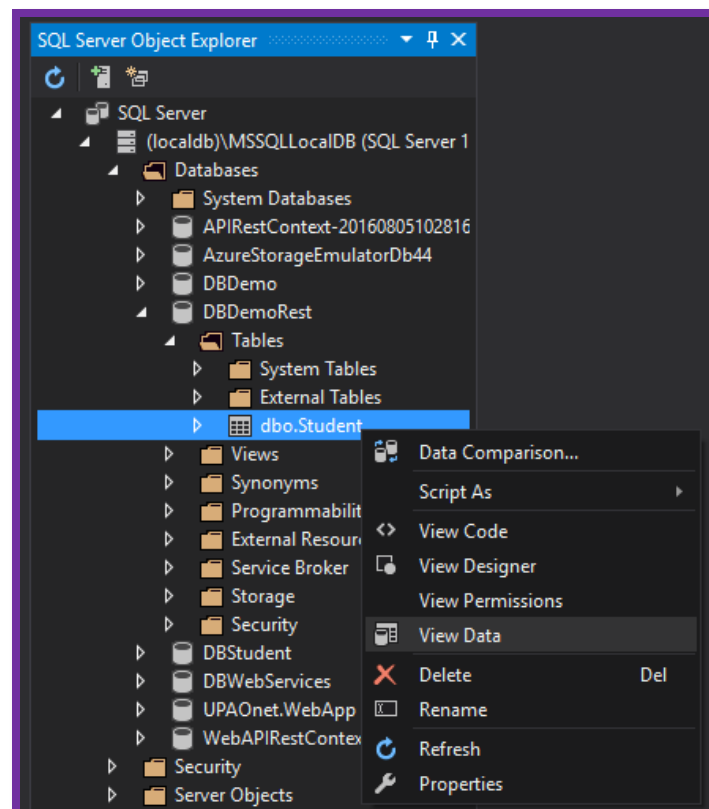 SQL Server Object Explorer
SQL Server
(localdb)\MSSQLLocalDB (SQL Server 1
Databases
System Databases
APIRestContext-20160805102816
AzureStorageEmulatorDb44
DBDemo
DBDemoRest
Tables
System Tables
External Tables
dbo.Student
Views
Synonyms
Programmabilit
External Resour
Service Broker
Storage
Security
DBStudent
DBWebServices
UPAOnet.WebApp
WebAPIRestContex
Security
Server Objects
Data Comparison...
Script As
View Code
View Designer
View Permissions
View Data
Delete Del
Rename
Refresh
Properties